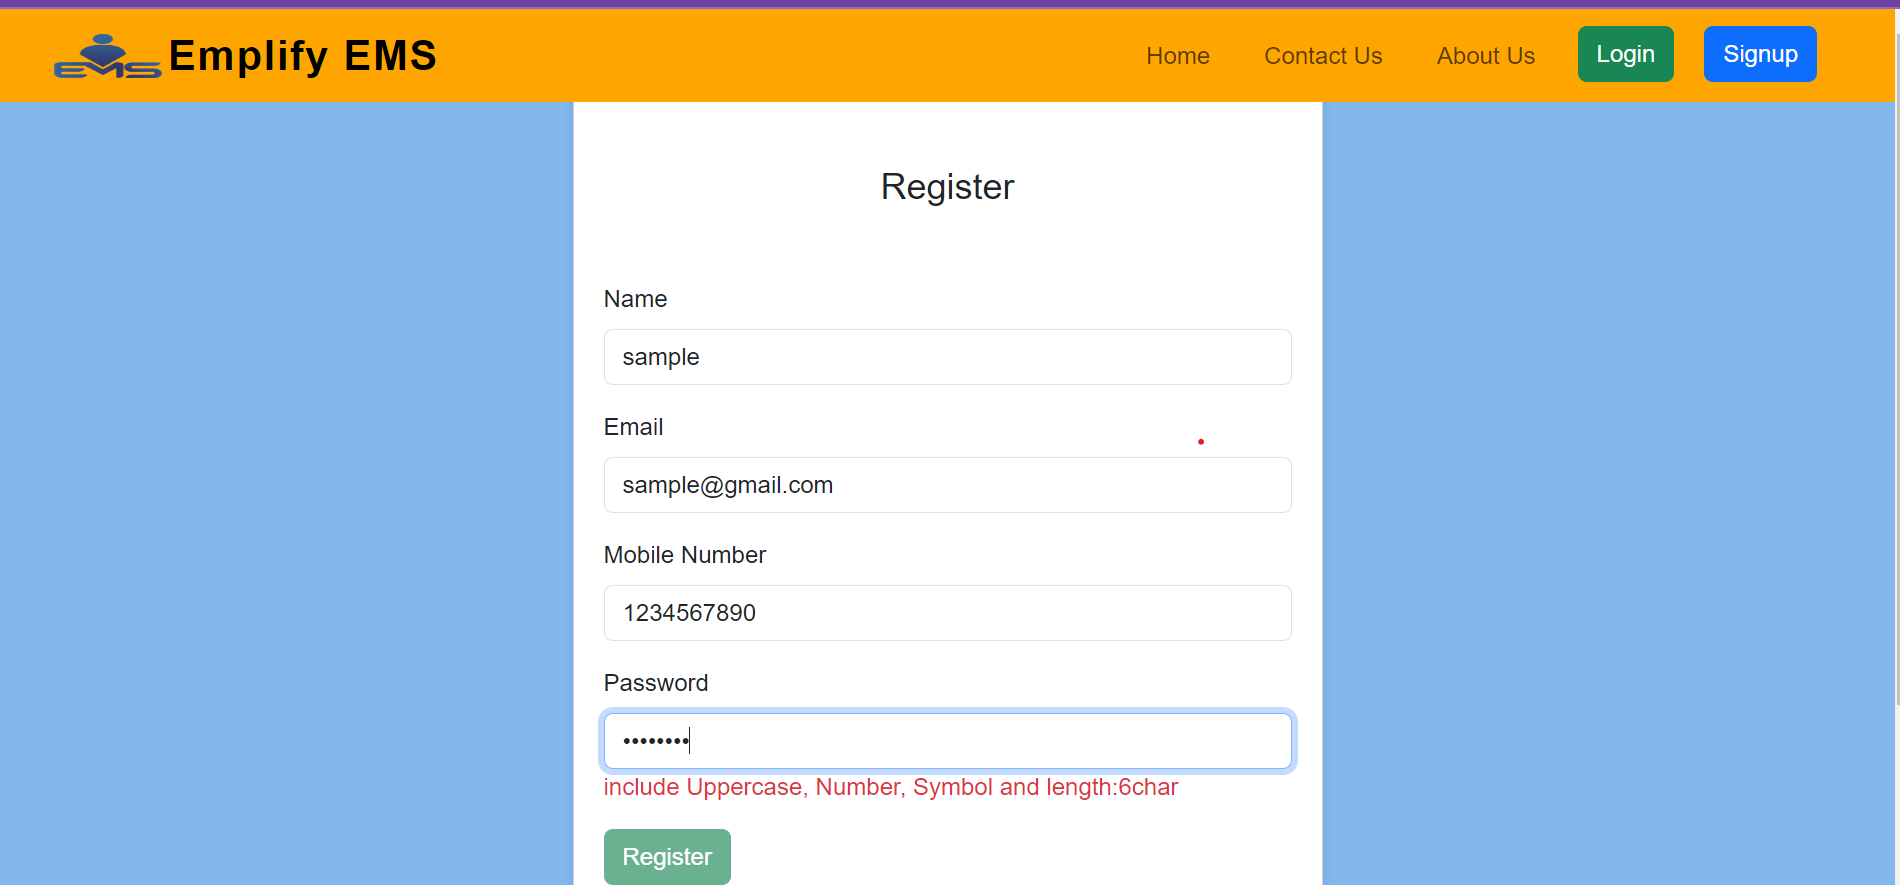 EMS Emplify EMS Home Contact Us About Us Login Signup
Register
Name
sample
Email
sample@gmail.com
Mobile Number
1234567890
Password
••••••••
include Uppercase, Number, Symbol and length:6char
Register